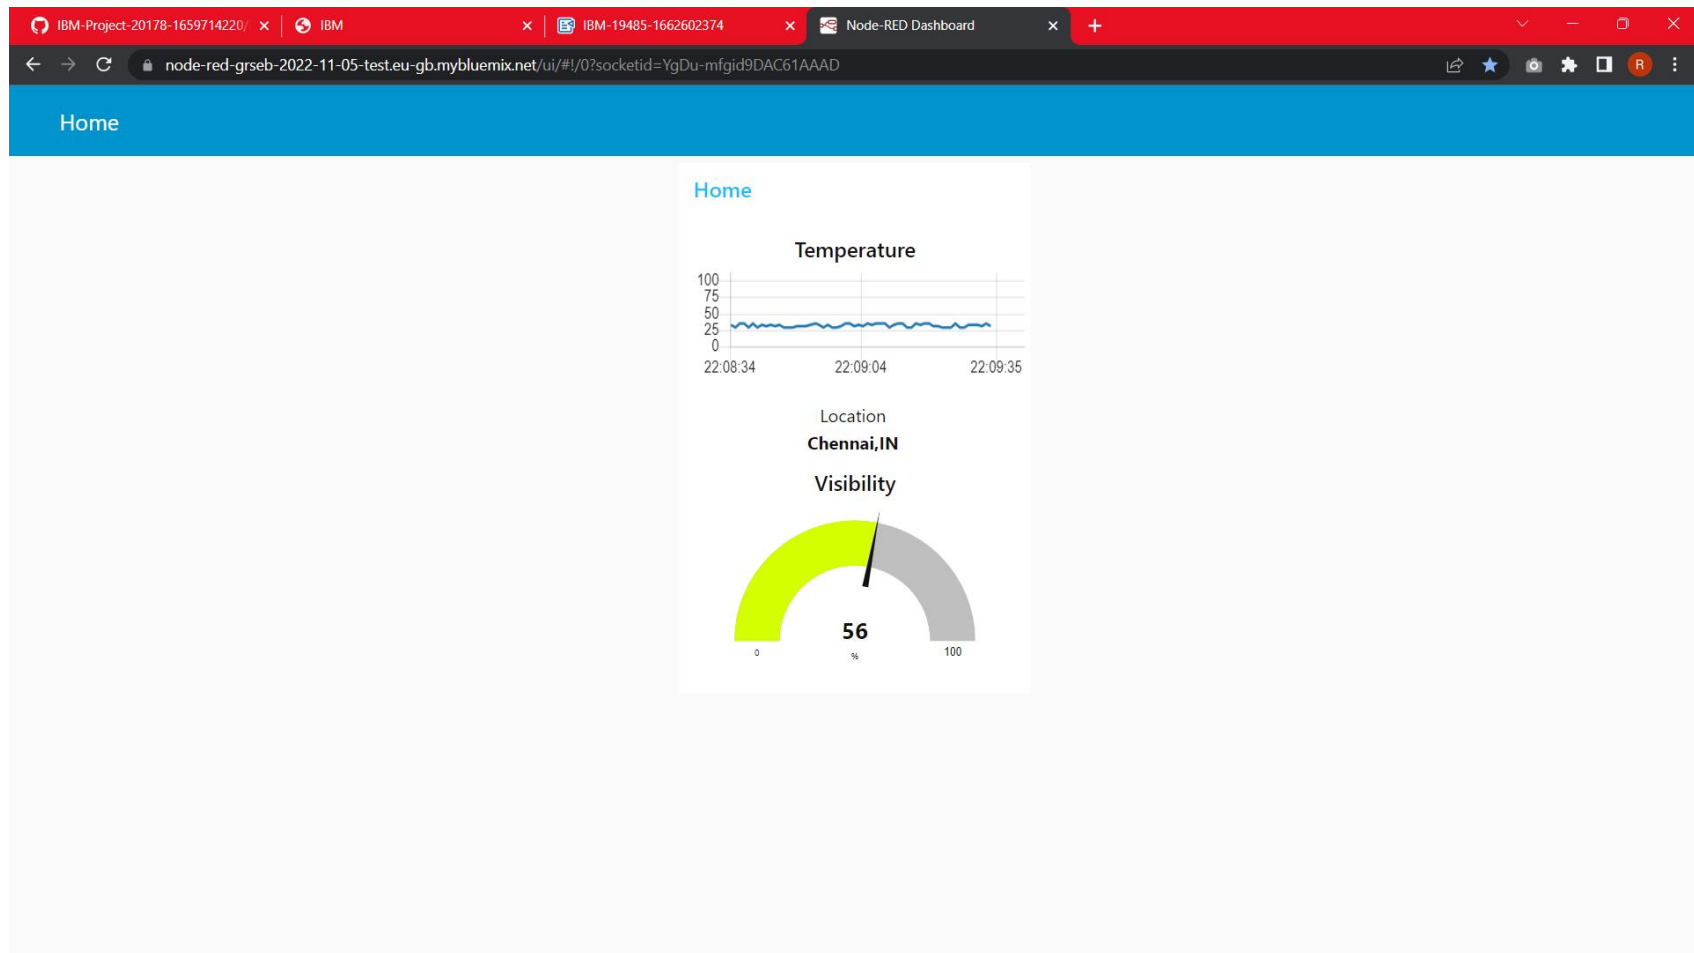 IBM-Project-20178-1659714220/
IBM
IBM-19485-1662602374
Node-RED Dashboard
node-red-grseb-2022-11-05-test.eu-gb.mybluemix.net/ui/#!/0?socketid=YgDu-mfgid9DAC61AAAD
R
Home
Home
Temperature
100
75
50
25
0
22:08:34 22:09:04 22:09:35
Location
Chennai,IN
Visibility
56
0 % 100